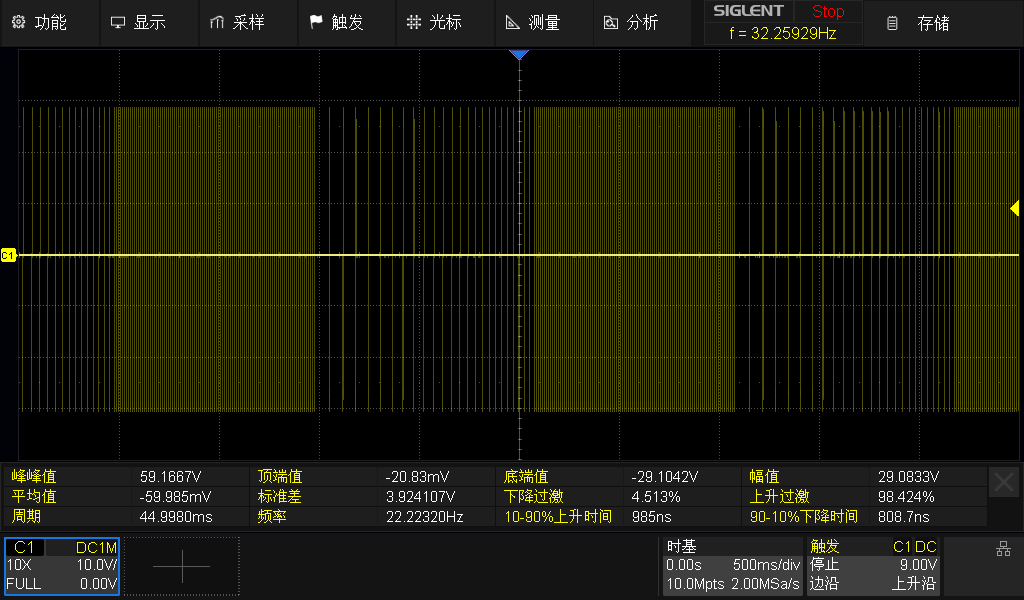 功能 显示 采样 触发 光标 测量 分析 SIGLENT Stop 存储
f = 32.25929Hz
C1
峰峰值 59.1667V 顶端值 -20.83mV 底端值 -29.1042V 幅值 29.0833V
平均值 -59.985mV 标准差 3.924107V 下降过激 4.513% 上升过激 98.424%
周期 44.9980ms 频率 22.22320Hz 10-90%上升时间 985ns 90-10%下降时间 808.7ns
C1 DC1M 时基 触发 C1 DC
10X 10.0V/ 0.00s 500ms/div 停止 9.00V
FULL 0.00V 10.0Mpts 2.00MSa/s 边沿 上升沿